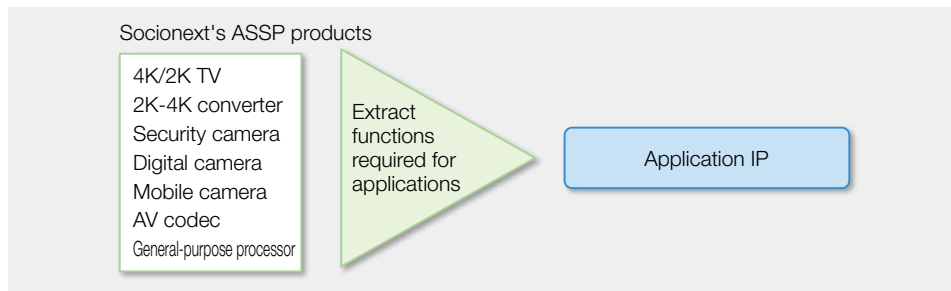 Socionext's ASSP products
4K/2K TV
2K-4K converter
Security camera
Digital camera
Mobile camera
AV codec
General-purpose processor
Extract
functions
required for
applications
Application IP